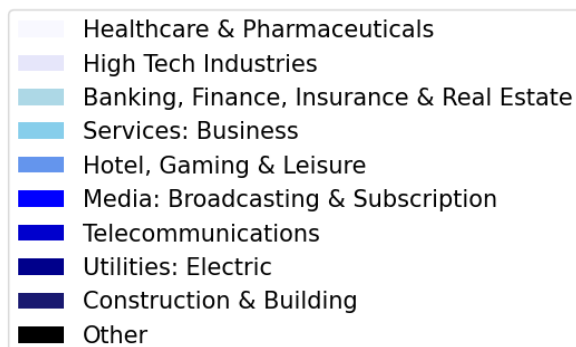 Healthcare & Pharmaceuticals
High Tech Industries
Banking, Finance, Insurance & Real Estate
Services: Business
Hotel, Gaming & Leisure
Media: Broadcasting & Subscription
Telecommunications
Utilities: Electric
Construction & Building
Other